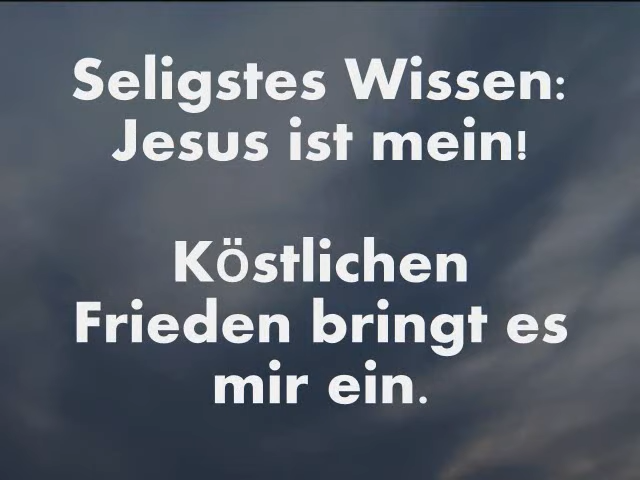 Seligstes Wissen:
Jesus ist mein!
Köstlichen
Frieden bringt es
mir ein.